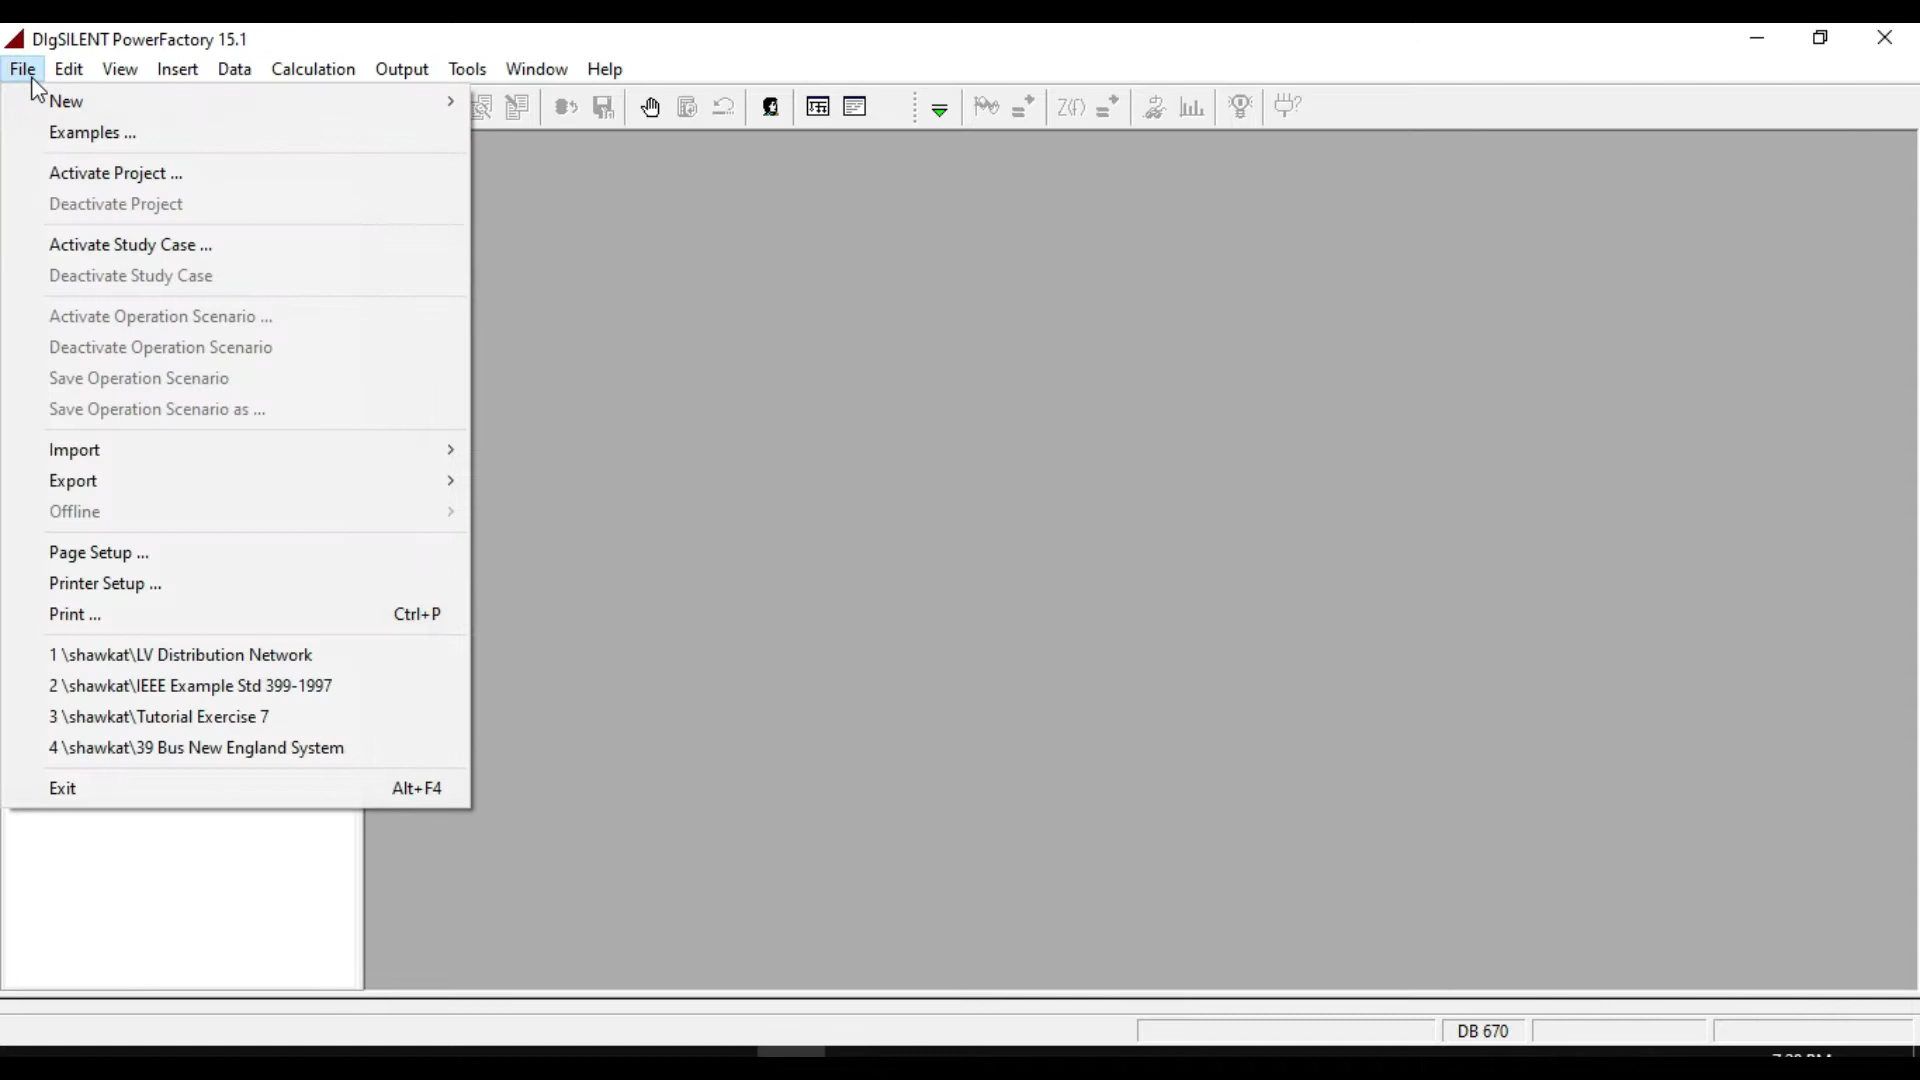 DIgSILENT PowerFactory 15.1
File Edit View Insert Data Calculation Output Tools Window Help
New
Examples ...
Z(f)
Activate Project ...
Deactivate Project
Activate Study Case ...
Deactivate Study Case
Activate Operation Scenario ...
Deactivate Operation Scenario
Save Operation Scenario
Save Operation Scenario as ...
Import
Export
Offline
Page Setup ...
Printer Setup ...
Print ... Ctrl+P
1 \shawkat\LV Distribution Network
2 \shawkat\IEEE Example Std 399-1997
3 \shawkat\Tutorial Exercise 7
4 \shawkat\39 Bus New England System
Exit Alt+F4
DB 670